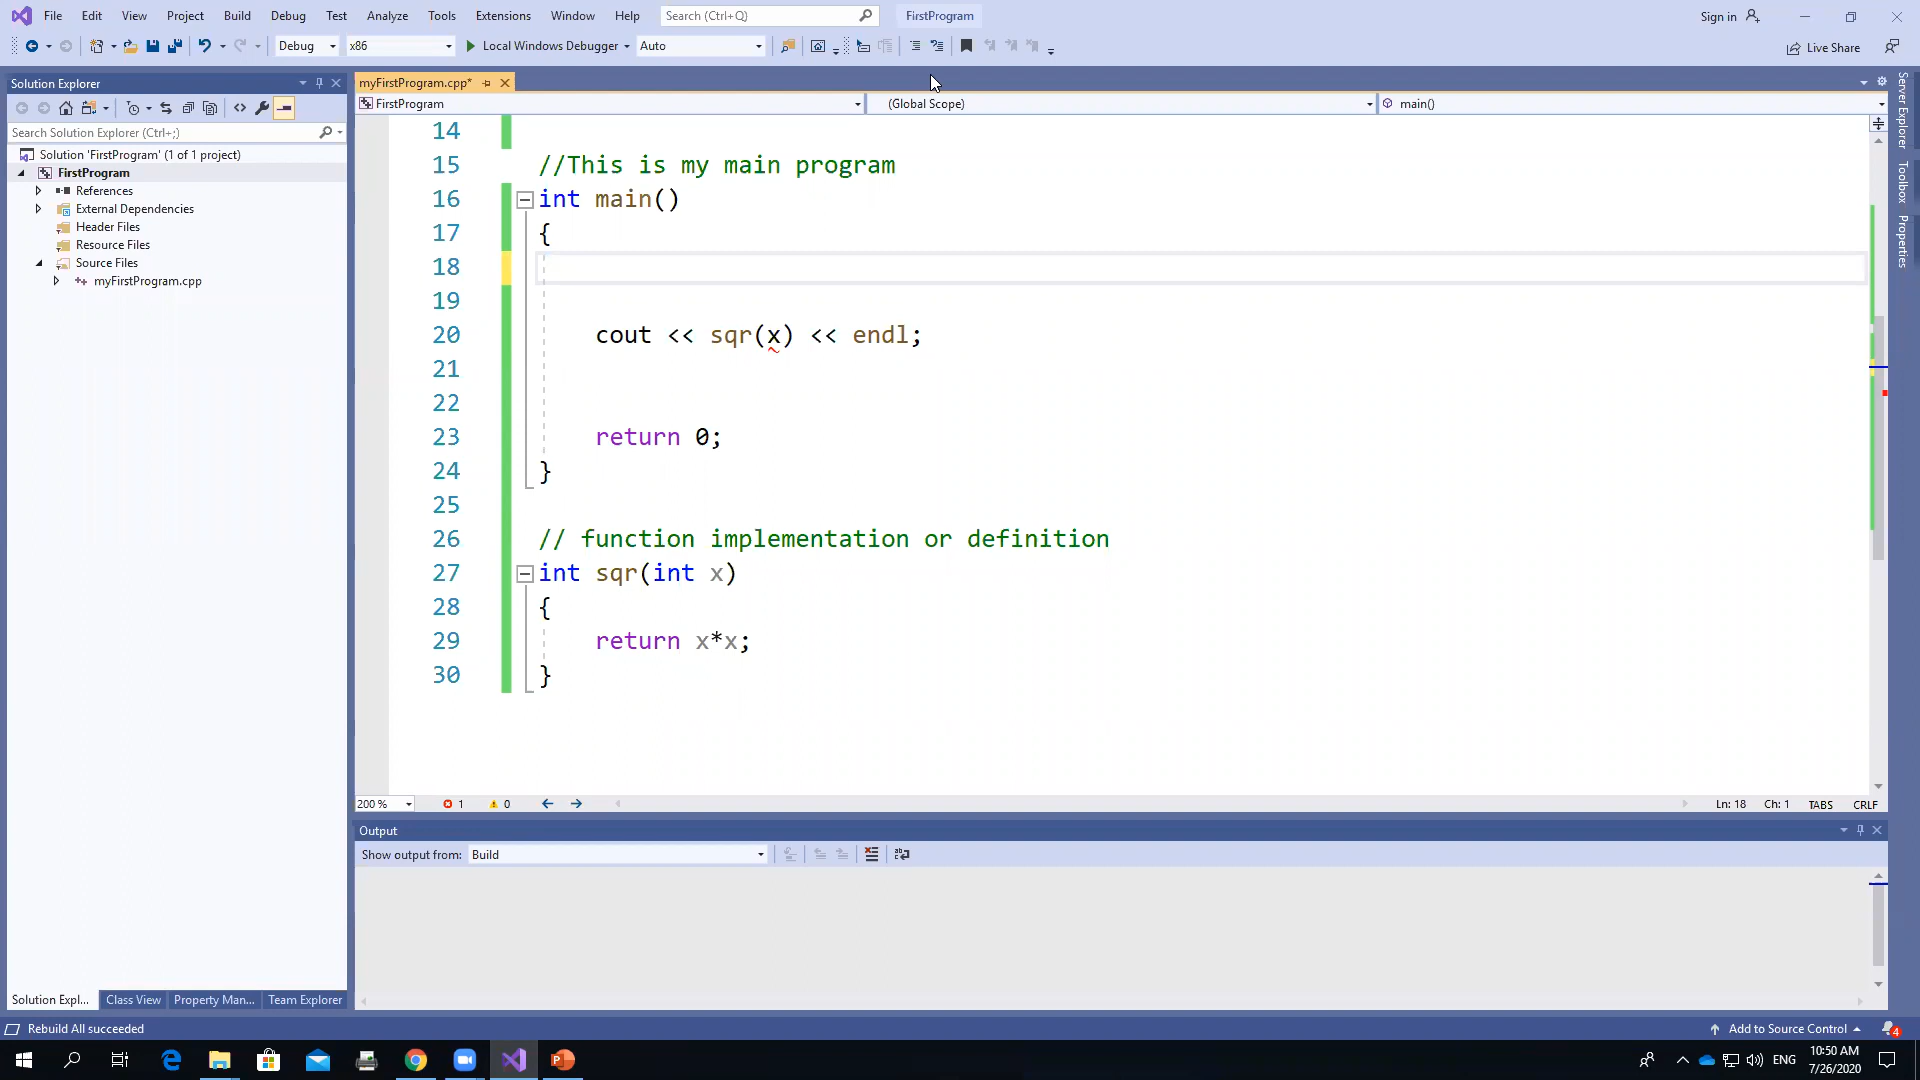 File Edit View Project Build Debug Test Analyze Tools Extensions Window Help Search (Ctrl+Q) FirstProgram Sign in
Debug x86 Local Windows Debugger Auto Live Share
Solution Explorer
myFirstProgram.cpp*
FirstProgram (Global Scope) main()
Search Solution Explorer (Ctrl+;)
Solution 'FirstProgram' (1 of 1 project)
FirstProgram
References
External Dependencies
Header Files
Resource Files
Source Files
myFirstProgram.cpp
14
15 //This is my main program
16 int main()
17 {
18
19
20 cout << sqr(x) << endl;
21
22
23 return 0;
24 }
25
26 // function implementation or definition
27 int sqr(int x)
28 {
29 return x*x;
30 }
Server Explorer
Toolbox
Properties
200 % 1 0 Ln: 18 Ch: 1 TABS CRLF
Output
Show output from: Build
Solution Expl... Class View Property Man... Team Explorer
Rebuild All succeeded Add to Source Control 4
ENG 10:50 AM
7/26/2020